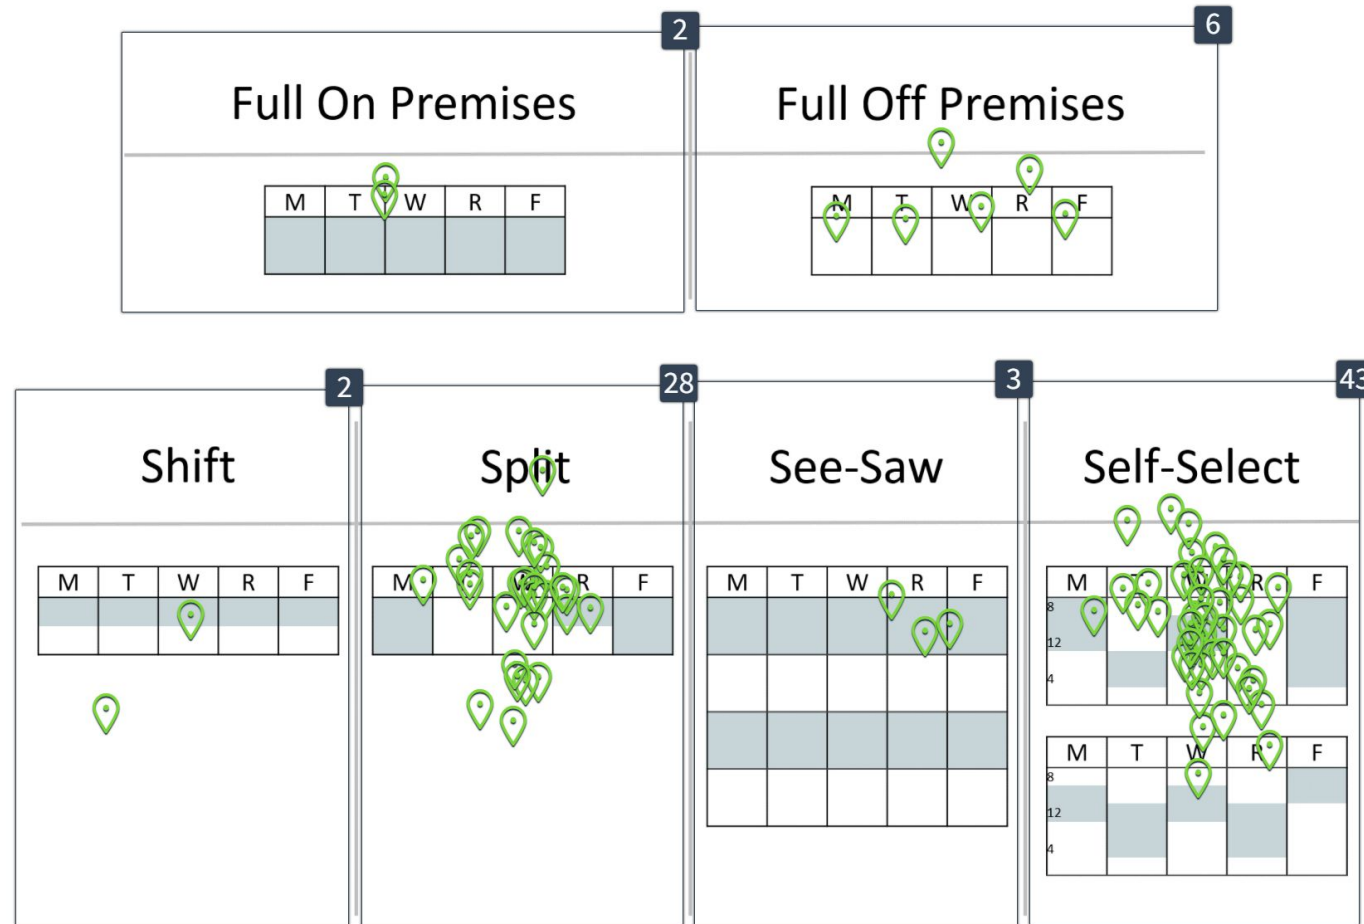 2
6
Full On Premises
Full Off Premises
M T W R F
M T W R F
2
28
3
43
Shift
Split
See-Saw
Self-Select
M T W R F
M W R F
M T W R F
M T W R F
8
12
4
M T W R F
8
12
4